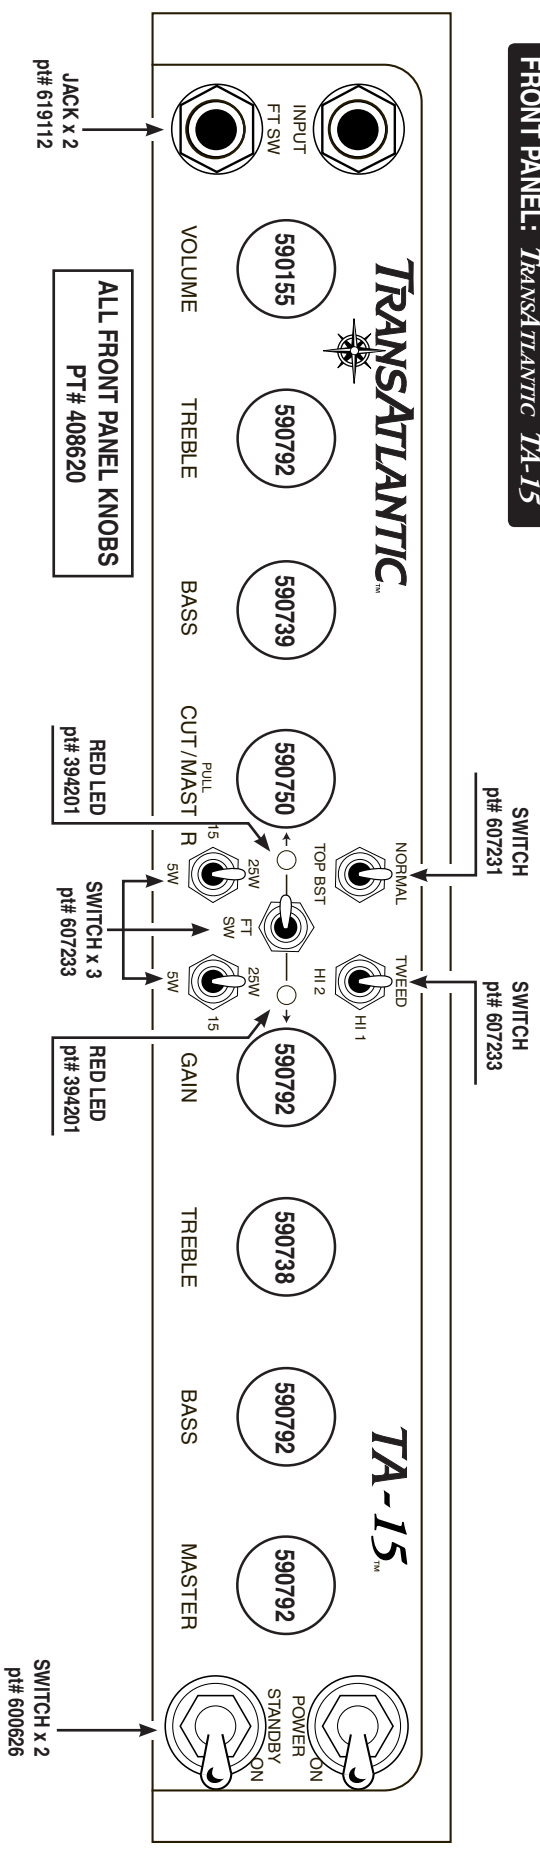 FRONT PANEL: TRANSATLANTIC TA-15
SWITCH
pt# 607231
SWITCH
pt# 607233
TRANSATLANTIC™
TA-15™
INPUT
FT SW
NORMAL
TOP BST
TWEED
HI 1
HI 2
POWER
ON
STANDBY
ON
590155
590792
590739
590750
590792
590738
590792
590792
VOLUME
TREBLE
BASS
PULL
CUT/MAST R
15
25W
5W
FT
SW
25W
15
5W
GAIN
TREBLE
BASS
MASTER
JACK x 2
pt# 619112
ALL FRONT PANEL KNOBS
PT# 408620
RED LED
pt# 394201
SWITCH x 3
pt# 607233
RED LED
pt# 394201
SWITCH x 2
pt# 600626